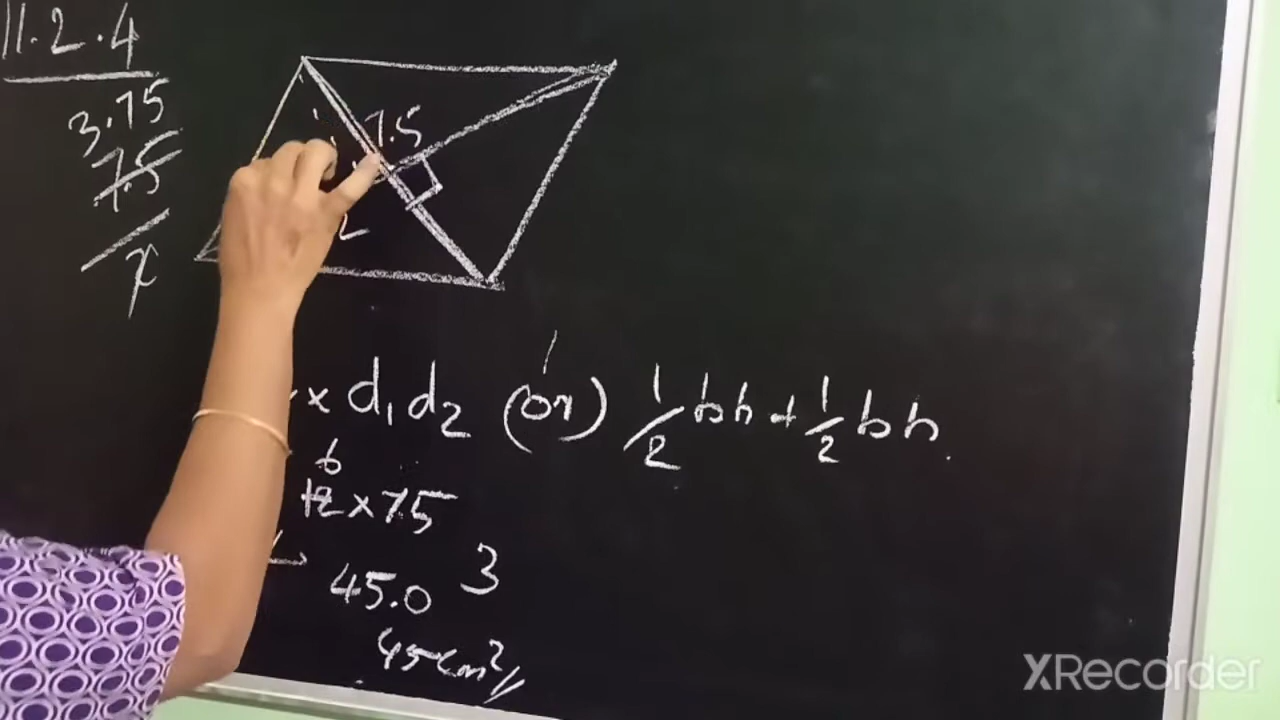 11.2.4
3.75
7.5
x
7.5
2
x d₁d₂ (or) 1/2 bh + 1/2 bh
6
12 x 7.5
45.0 3
45cm²//
XRecorder